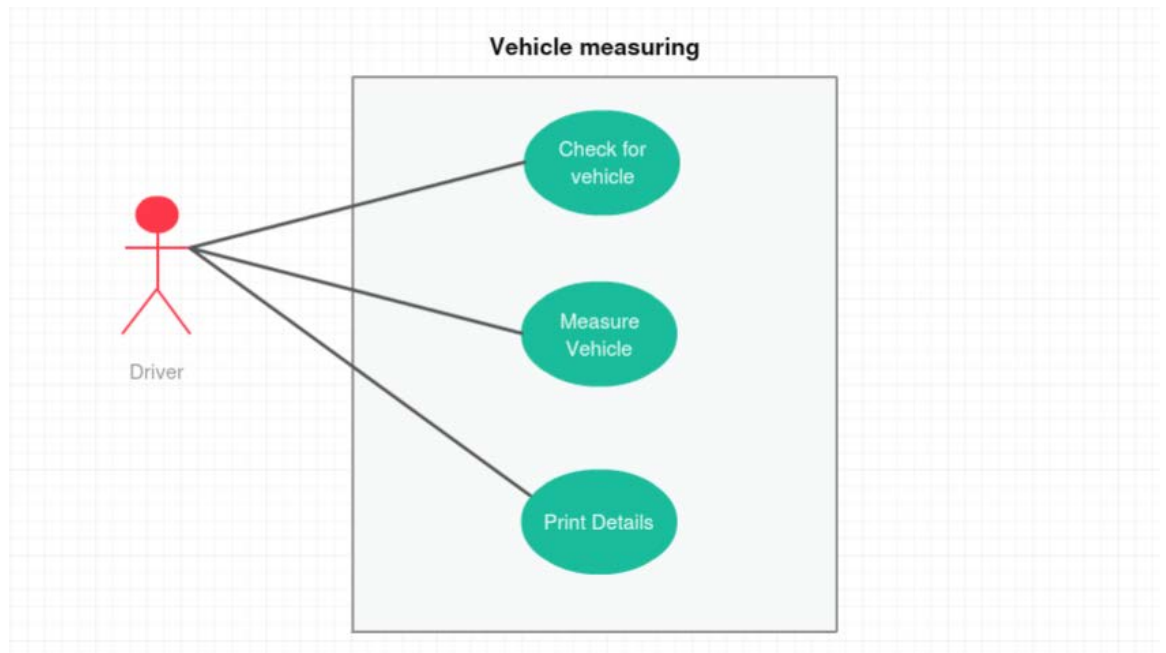 Vehicle measuring
Check for
vehicle
Measure
Vehicle
Driver
Print Details